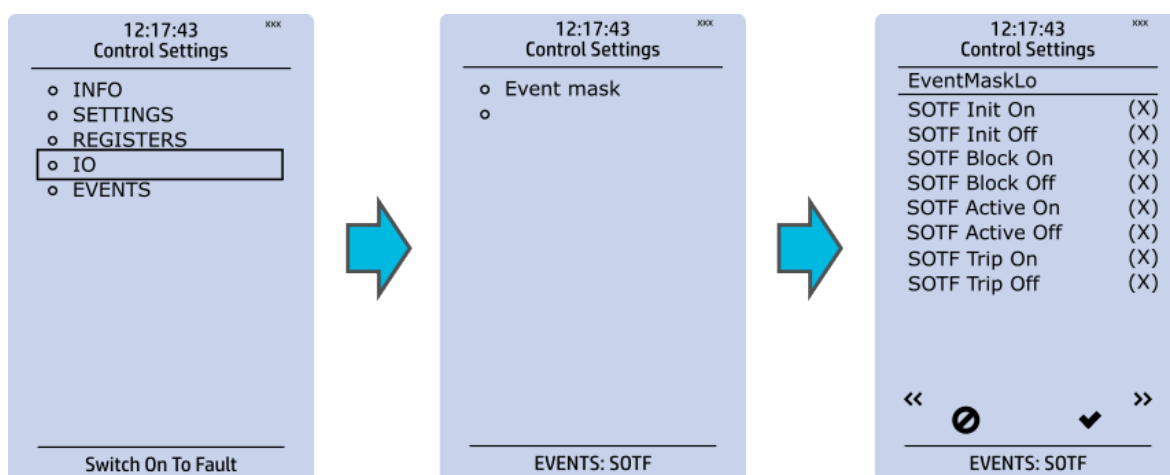 12:17:43 xxx
Control Settings
INFO
SETTINGS
REGISTERS
IO
EVENTS
Switch On To Fault
12:17:43 xxx
Control Settings
Event mask
EVENTS: SOTF
12:17:43 xxx
Control Settings
EventMaskLo
SOTF Init On (X)
SOTF Init Off (X)
SOTF Block On (X)
SOTF Block Off (X)
SOTF Active On (X)
SOTF Active Off (X)
SOTF Trip On (X)
SOTF Trip Off (X)
<< >>
EVENTS: SOTF